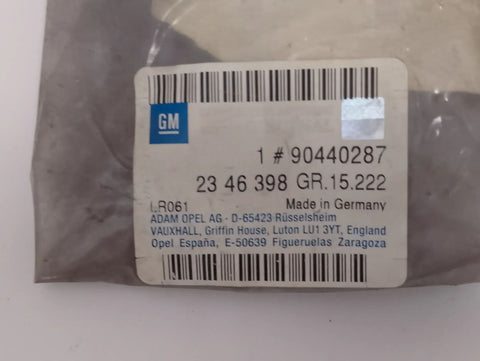 GM
1 # 90440287
23 46 398 GR.15.222
LR061 Made in Germany
ADAM OPEL AG - D-65423 Rüsselsheim
VAUXHALL, Griffin House, Luton LU1 3YT, England
Opel España, E-50639 Figueruelas Zaragoza